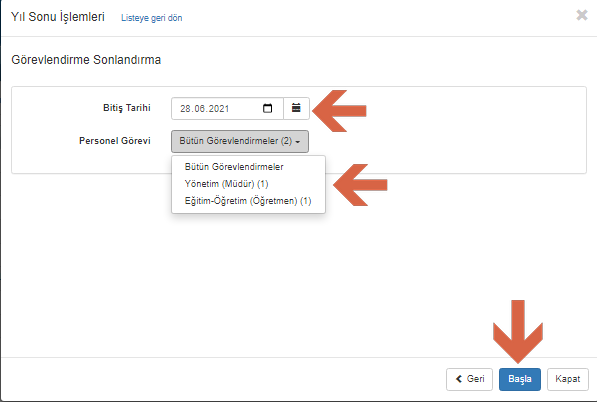 Yıl Sonu İşlemleri Listeye geri dön
Görevlendirme Sonlandırma
Bitiş Tarihi 28.06.2021
Personel Görevi Bütün Görevlendirmeler (2)
Bütün Görevlendirmeler
Yönetim (Müdür) (1)
Eğitim-Öğretim (Öğretmen) (1)
Geri Başla Kapat